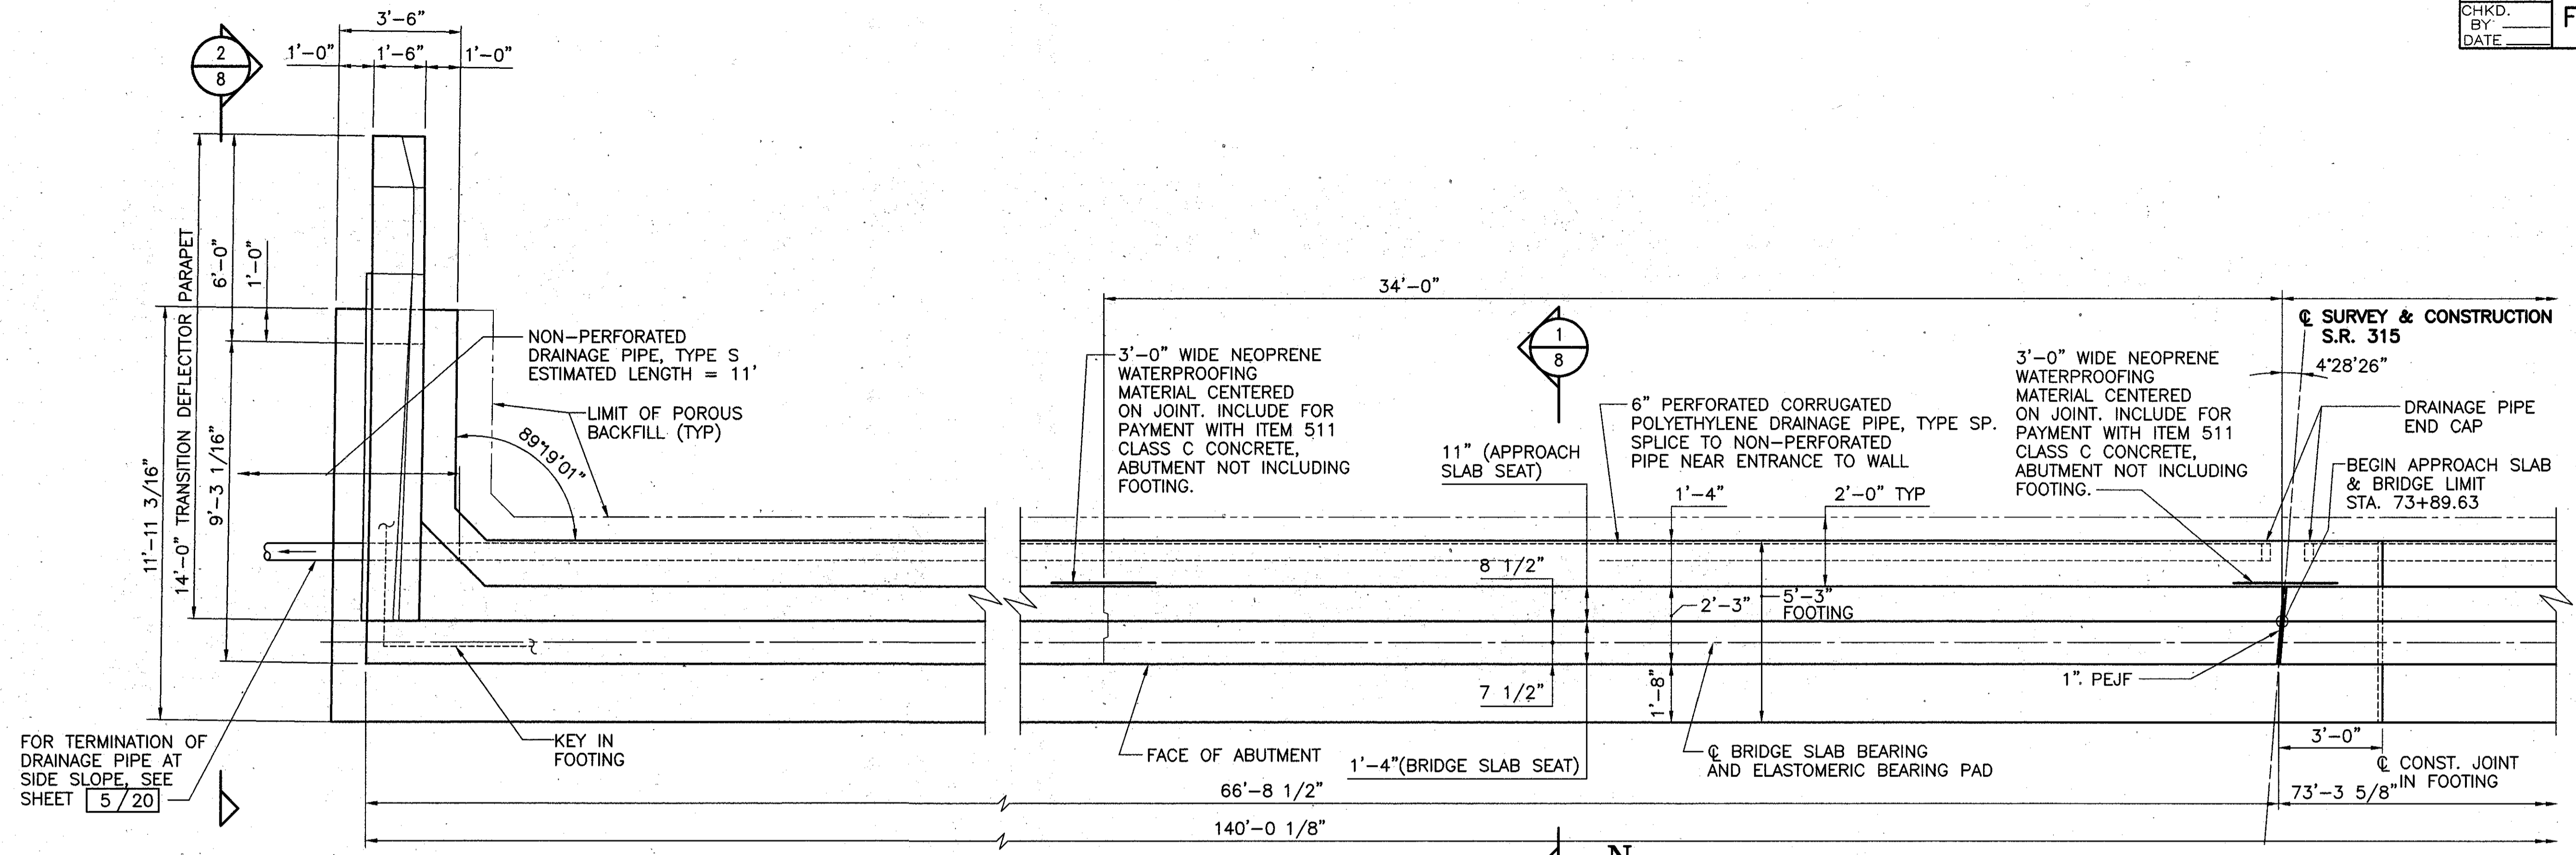 CHKD.
BY
DATE
F
3'-6"
1'-0"
1'-6"
1'-0"
2
8
14'-0" TRANSITION DEFLECTTOR PARAPET
11'-11 3/16"
6'-0"
1'-0"
9'-3 1/16"
NON-PERFORATED
DRAINAGE PIPE, TYPE S
ESTIMATED LENGTH = 11'
LIMIT OF POROUS
BACKFILL (TYP)
89°19'01"
34'-0"
3'-0" WIDE NEOPRENE
WATERPROOFING
MATERIAL CENTERED
ON JOINT. INCLUDE FOR
PAYMENT WITH ITEM 511
CLASS C CONCRETE,
ABUTMENT NOT INCLUDING
FOOTING.
1
8
11" (APPROACH
SLAB SEAT)
6" PERFORATED CORRUGATED
POLYETHYLENE DRAINAGE PIPE, TYPE SP.
SPLICE TO NON-PERFORATED
PIPE NEAR ENTRANCE TO WALL
1'-4"
2'-0" TYP
℄ SURVEY & CONSTRUCTION
S.R. 315
4°28'26"
3'-0" WIDE NEOPRENE
WATERPROOFING
MATERIAL CENTERED
ON JOINT. INCLUDE FOR
PAYMENT WITH ITEM 511
CLASS C CONCRETE,
ABUTMENT NOT INCLUDING
FOOTING.
DRAINAGE PIPE
END CAP
BEGIN APPROACH SLAB
& BRIDGE LIMIT
STA. 73+89.63
8 1/2"
2'-3"
5'-3"
FOOTING
7 1/2"
1'-8"
1". PEJF
FOR TERMINATION OF
DRAINAGE PIPE AT
SIDE SLOPE, SEE
SHEET 5/20
KEY IN
FOOTING
FACE OF ABUTMENT
1'-4"(BRIDGE SLAB SEAT)
℄ BRIDGE SLAB BEARING
AND ELASTOMERIC BEARING PAD
3'-0"
℄ CONST. JOINT
IN FOOTING
66'-8 1/2"
73'-3 5/8"
140'-0 1/8"
N